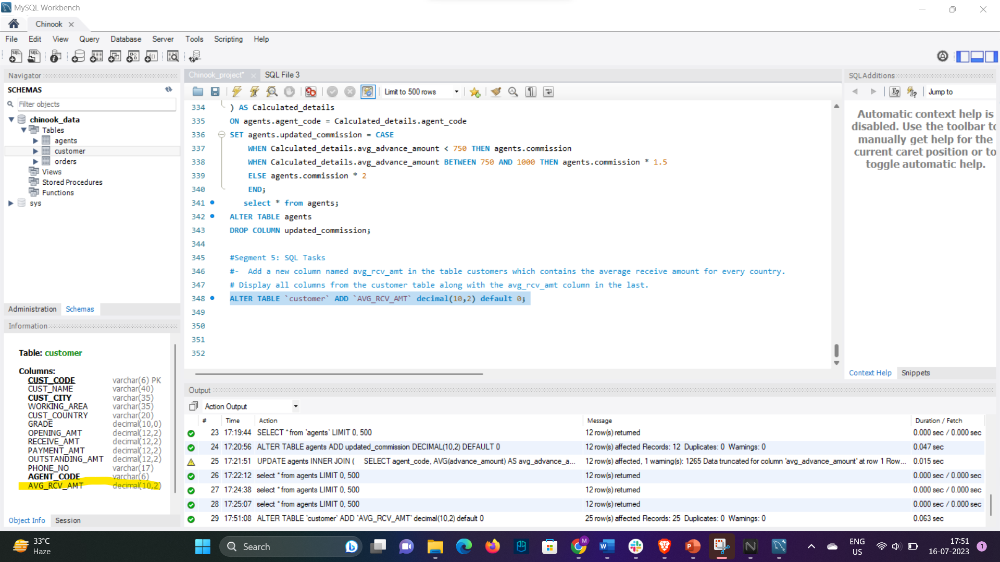 MySQL Workbench
Chinook
File Edit View Query Database Server Tools Scripting Help
Navigator
SCHEMAS
Filter objects
chinook_data
Tables
agents
customer
orders
Views
Stored Procedures
Functions
sys
Administration Schemas
Information
Table: customer
Columns:
CUST_CODE varchar(6) PK
CUST_NAME varchar(40)
CUST_CITY varchar(35)
WORKING_AREA varchar(35)
CUST_COUNTRY varchar(20)
GRADE decimal(10,0)
OPENING_AMT decimal(12,2)
RECEIVE_AMT decimal(12,2)
PAYMENT_AMT decimal(12,2)
OUTSTANDING_AMT decimal(12,2)
PHONE_NO varchar(17)
AGENT_CODE varchar(6)
AVG_RCV_AMT decimal(10,2)
Object Info Session
Chinook_project* SQL File 3
Limit to 500 rows
334 ) AS Calculated_details
335 ON agents.agent_code = Calculated_details.agent_code
336 SET agents.updated_commission = CASE
337 WHEN Calculated_details.avg_advance_amount < 750 THEN agents.commission
338 WHEN Calculated_details.avg_advance_amount BETWEEN 750 AND 1000 THEN agents.commission * 1.5
339 ELSE agents.commission * 2
340 END;
341 select * from agents;
342 ALTER TABLE agents
343 DROP COLUMN updated_commission;
344
345 #Segment 5: SQL Tasks
346 #- Add a new column named avg_rcv_amt in the table customers which contains the average receive amount for every country.
347 # Display all columns from the customer table along with the avg_rcv_amt column in the last.
348 ALTER TABLE `customer` ADD `AVG_RCV_AMT` decimal(10,2) default 0;
349
350
351
352
SQLAdditions
Jump to
Automatic context help is
disabled. Use the toolbar to
manually get help for the
current caret position or to
toggle automatic help.
Context Help Snippets
Output
Action Output
# Time Action Message Duration / Fetch
23 17:19:44 SELECT * from `agents` LIMIT 0, 500 12 row(s) returned 0.000 sec / 0.000 sec
24 17:20:56 ALTER TABLE agents ADD updated_commission DECIMAL(10,2) DEFAULT 0 12 row(s) affected Records: 12 Duplicates: 0 Warnings: 0 0.047 sec
25 17:21:51 UPDATE agents INNER JOIN ( SELECT agent_code, AVG(advance_amount) AS avg_advance_a... 12 row(s) affected, 1 warning(s): 1265 Data truncated for column 'avg_advance_amount' at row 1 Row... 0.015 sec
26 17:22:12 select * from agents LIMIT 0, 500 12 row(s) returned 0.000 sec / 0.000 sec
27 17:24:38 select * from agents LIMIT 0, 500 12 row(s) returned 0.000 sec / 0.000 sec
28 17:25:07 select * from agents LIMIT 0, 500 12 row(s) returned 0.000 sec / 0.000 sec
29 17:51:08 ALTER TABLE `customer` ADD `AVG_RCV_AMT` decimal(10,2) default 0 25 row(s) affected Records: 25 Duplicates: 0 Warnings: 0 0.063 sec
33°C
Haze
Search
ENG
US
17:51
16-07-2023
1